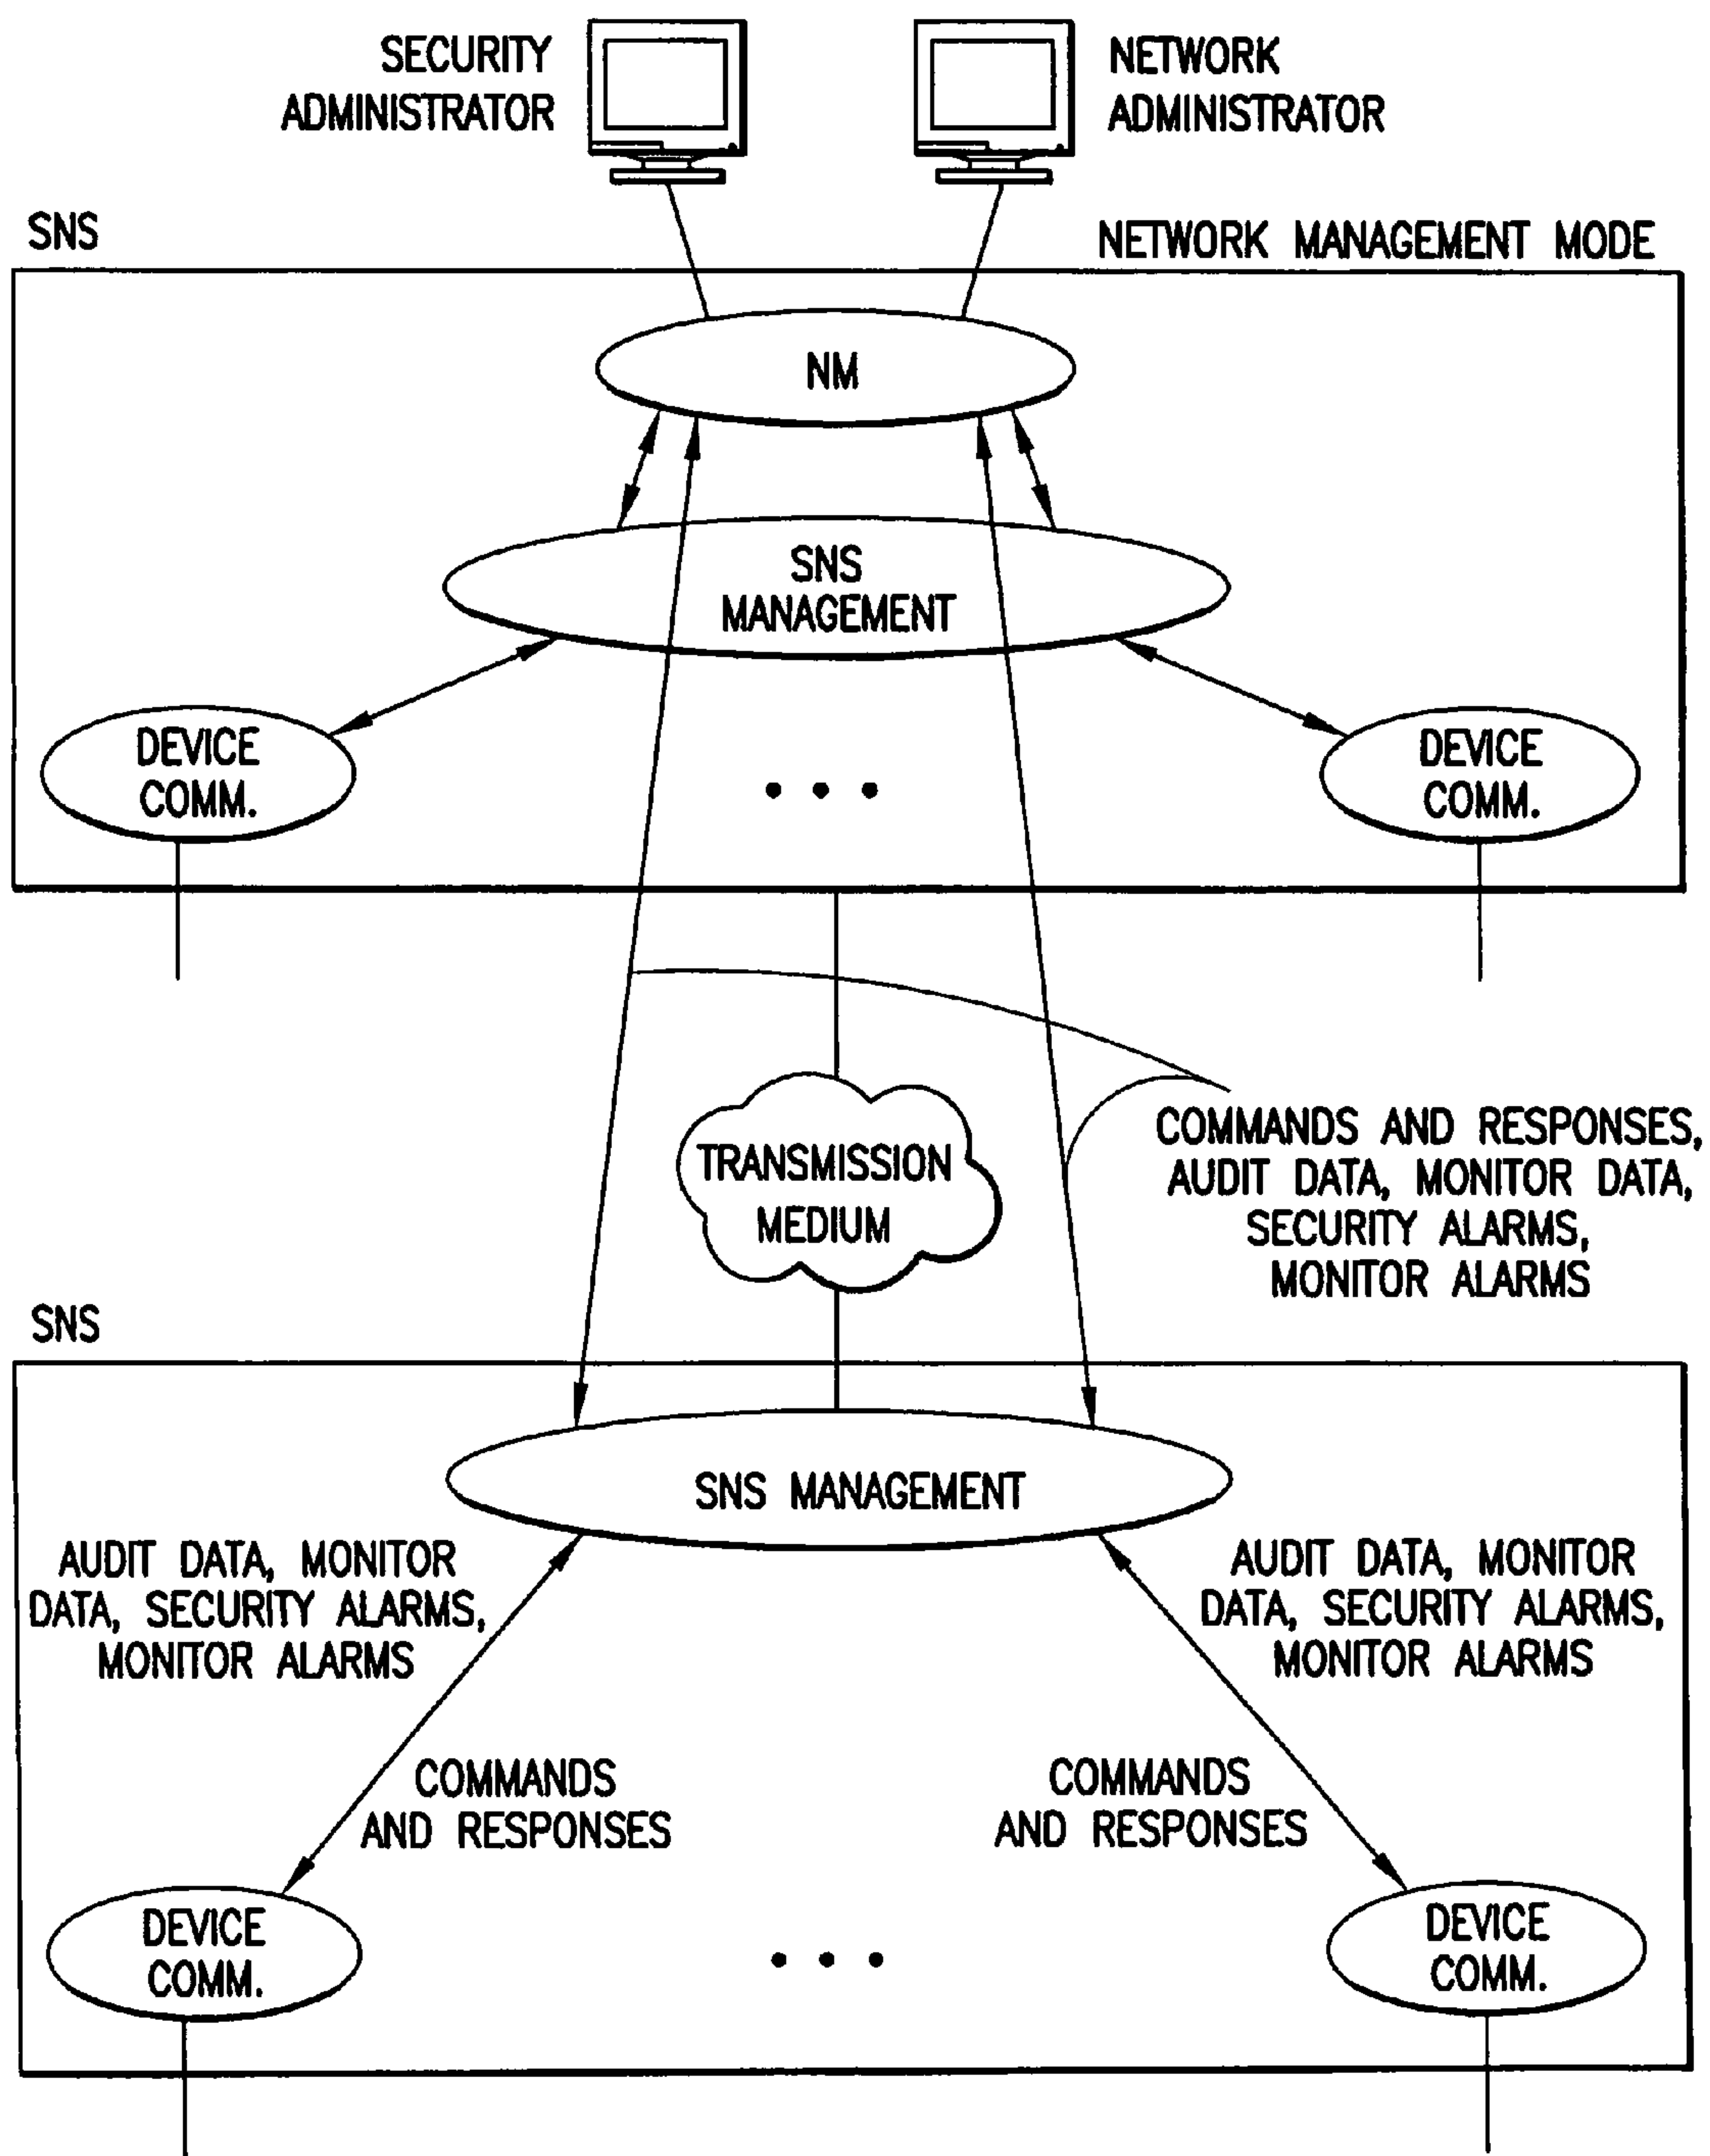 SECURITY
ADMINISTRATOR
NETWORK
ADMINISTRATOR
SNS
NETWORK MANAGEMENT MODE
NM
SNS
MANAGEMENT
DEVICE
COMM.
DEVICE
COMM.
TRANSMISSION
MEDIUM
COMMANDS AND RESPONSES,
AUDIT DATA, MONITOR DATA,
SECURITY ALARMS,
MONITOR ALARMS
SNS
SNS MANAGEMENT
AUDIT DATA, MONITOR
DATA, SECURITY ALARMS,
MONITOR ALARMS
AUDIT DATA, MONITOR
DATA, SECURITY ALARMS,
MONITOR ALARMS
COMMANDS
AND RESPONSES
COMMANDS
AND RESPONSES
DEVICE
COMM.
DEVICE
COMM.